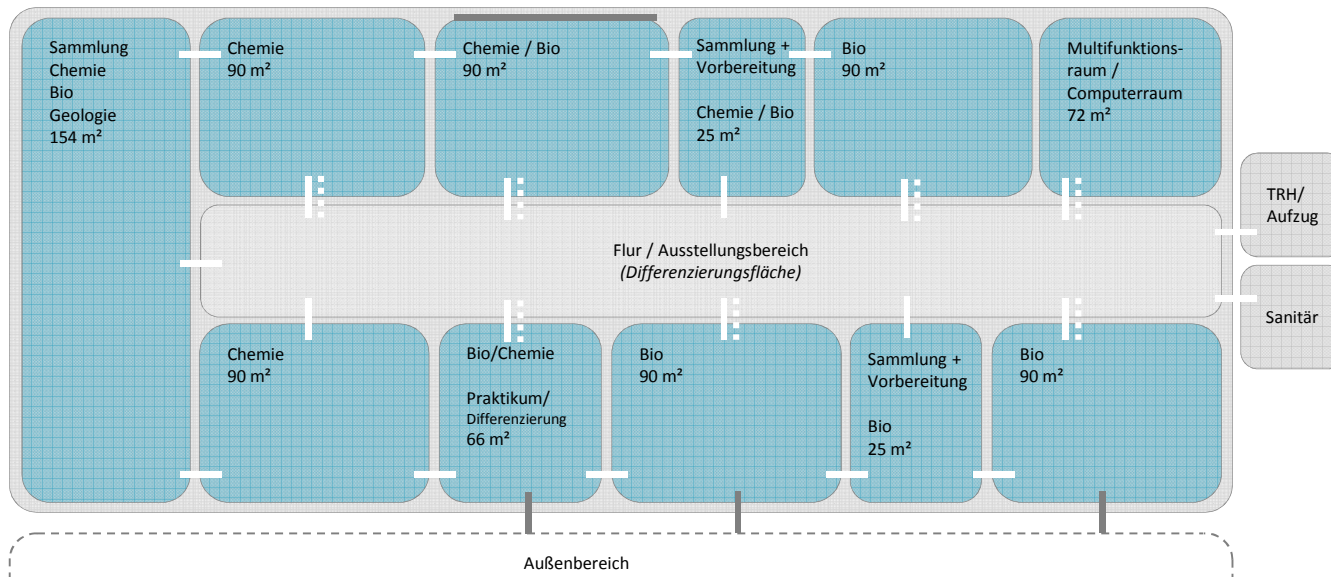 Sammlung
Chemie
Bio
Geologie
154 m²
Chemie
90 m²
Chemie / Bio
90 m²
Sammlung +
Vorbereitung
Chemie / Bio
25 m²
Bio
90 m²
Multifunktions-
raum /
Computerraum
72 m²
TRH/
Aufzug
Flur / Ausstellungsbereich
(Differenzierungsfläche)
Sanitär
Chemie
90 m²
Bio/Chemie
Praktikum/
Differenzierung
66 m²
Bio
90 m²
Sammlung +
Vorbereitung
Bio
25 m²
Bio
90 m²
Außenbereich